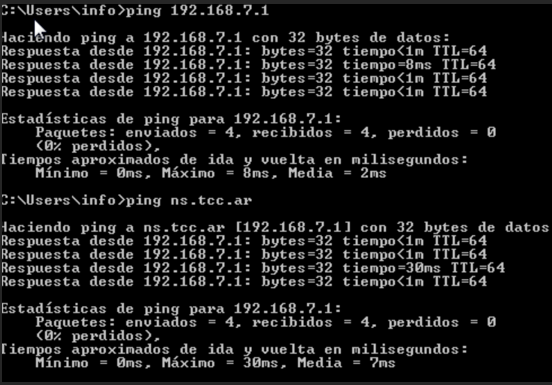 C:\Users\info>ping 192.168.7.1
Haciendo ping a 192.168.7.1 con 32 bytes de datos:
Respuesta desde 192.168.7.1: bytes=32 tiempo<1m TTL=64
Respuesta desde 192.168.7.1: bytes=32 tiempo=8ms TTL=64
Respuesta desde 192.168.7.1: bytes=32 tiempo<1m TTL=64
Respuesta desde 192.168.7.1: bytes=32 tiempo<1m TTL=64
Estadísticas de ping para 192.168.7.1:
Paquetes: enviados = 4, recibidos = 4, perdidos = 0
(0% perdidos),
Tiempos aproximados de ida y vuelta en milisegundos:
Mínimo = 0ms, Máximo = 8ms, Media = 2ms
C:\Users\info>ping ns.tcc.ar
Haciendo ping a ns.tcc.ar [192.168.7.1] con 32 bytes de datos
Respuesta desde 192.168.7.1: bytes=32 tiempo<1m TTL=64
Respuesta desde 192.168.7.1: bytes=32 tiempo<1m TTL=64
Respuesta desde 192.168.7.1: bytes=32 tiempo=30ms TTL=64
Respuesta desde 192.168.7.1: bytes=32 tiempo<1m TTL=64
Estadísticas de ping para 192.168.7.1:
Paquetes: enviados = 4, recibidos = 4, perdidos = 0
(0% perdidos),
Tiempos aproximados de ida y vuelta en milisegundos:
Mínimo = 0ms, Máximo = 30ms, Media = 7ms